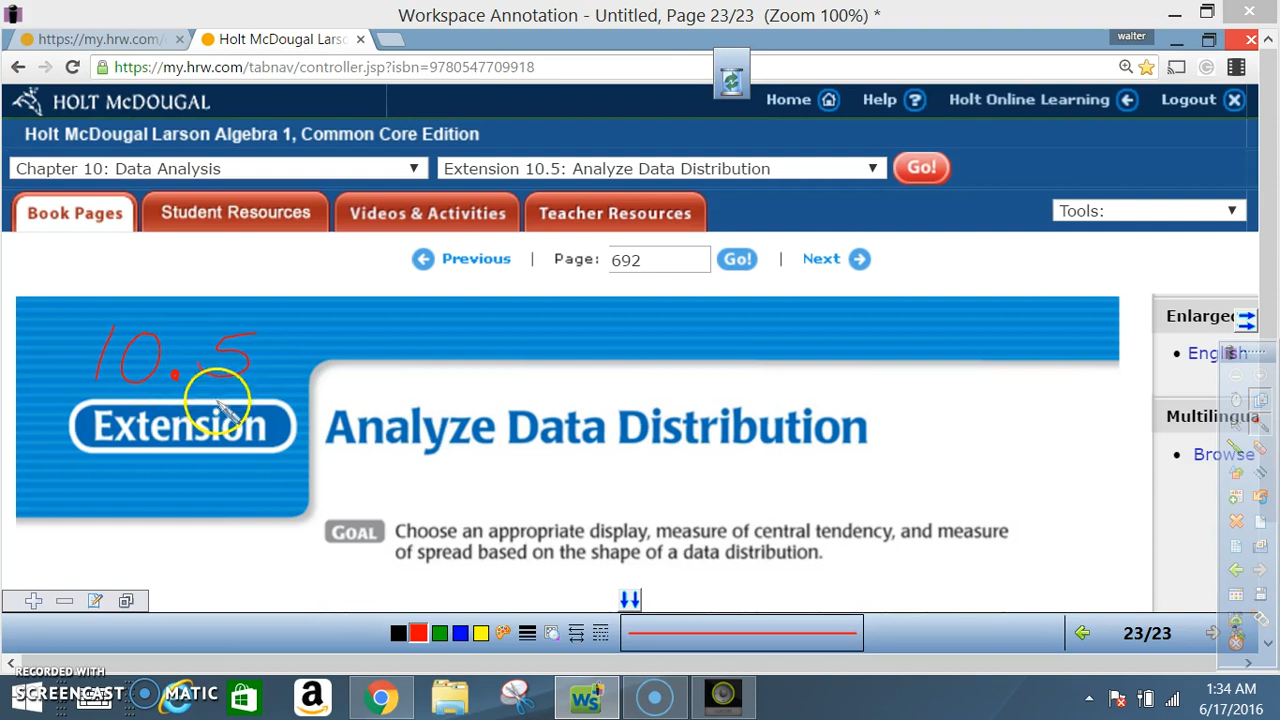 Workspace Annotation - Untitled, Page 23/23 (Zoom 100%) *
https://my.hrw.com/ ×
Holt McDougal Lars ×
walter
https://my.hrw.com/tabnav/controller.jsp?isbn=9780547709918
HOLT MCDOUGAL
Home
Help ?
Holt Online Learning
Logout
Holt McDougal Larson Algebra 1, Common Core Edition
Chapter 10: Data Analysis
Extension 10.5: Analyze Data Distribution
Go!
Book Pages
Student Resources
Videos & Activities
Teacher Resources
Tools:
Previous | Page: 692 Go! | Next
10.5
Extension
Analyze Data Distribution
GOAL Choose an appropriate display, measure of central tendency, and measure
of spread based on the shape of a data distribution.
Enlarge
• English
Multilingua
• Browse
23/23
RECORDED WITH
SCREENCAST MATIC
WS
1:34 AM
6/17/2016